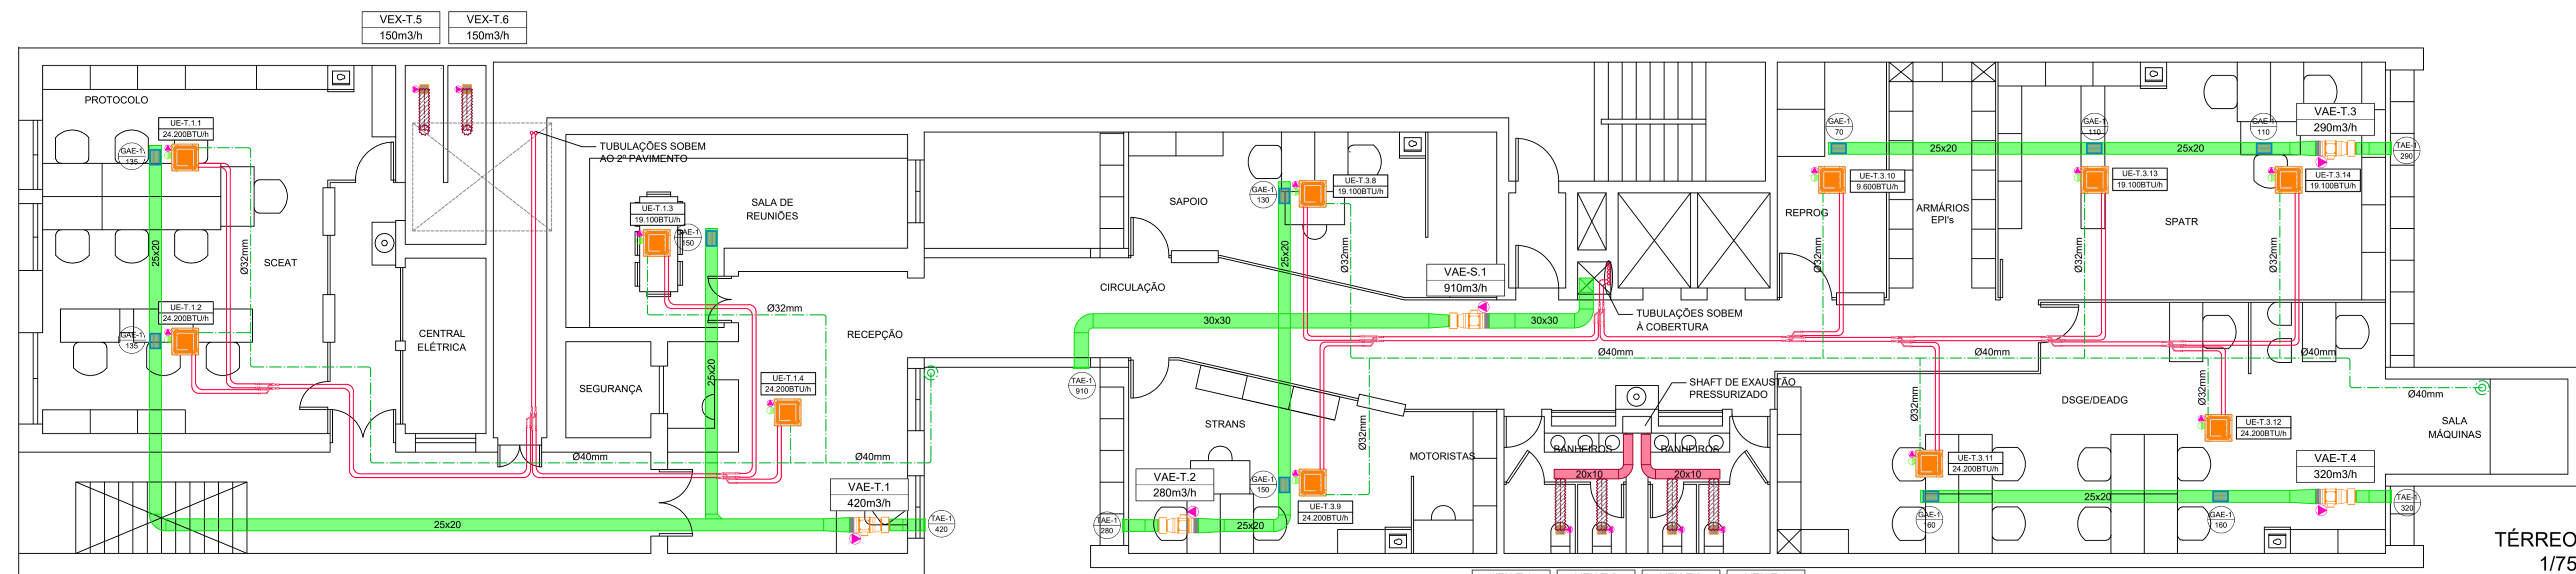 VEX-T.5
150m3/h
VEX-T.6
150m3/h
PROTOCOLO
UE-T.1.1
24.200BTU/h
GAE-1
135
25x20
Ø32mm
SCEAT
UE-T.1.2
24.200BTU/h
GAE-1
135
CENTRAL
ELÉTRICA
TUBULAÇÕES SOBEM
AO 2º PAVIMENTO
UE-T.1.3
19.100BTU/h
GAE-1
150
SALA DE
REUNIÕES
Ø32mm
25x20
RECEPÇÃO
SEGURANÇA
UE-T.1.4
24.200BTU/h
Ø40mm
Ø40mm
VAE-T.1
420m3/h
25x20
TAE-1
420
SAPOIO
GAE-1
130
UE-T.3.8
19.100BTU/h
25x20
Ø32mm
CIRCULAÇÃO
VAE-S.1
910m3/h
30x30
30x30
TAE-1
910
TUBULAÇÕES SOBEM
À COBERTURA
Ø40mm
SHAFT DE EXAUSTÃO
PRESSURIZADO
STRANS
MOTORISTAS
Ø32mm
VAE-T.2
280m3/h
GAE-1
150
UE-T.3.9
24.200BTU/h
TAE-1
280
25x20
BANHEIROS
BANHEIROS
20x10
20x10
GAE-1
70
UE-T.3.10
9.600BTU/h
REPROG
Ø32mm
ARMÁRIOS
EPI's
25x20
GAE-1
110
UE-T.3.13
19.100BTU/h
Ø32mm
25x20
SPATR
GAE-1
110
VAE-T.3
290m3/h
TAE-1
290
UE-T.3.14
19.100BTU/h
Ø32mm
Ø40mm
Ø40mm
Ø40mm
Ø32mm
Ø32mm
DSGE/DEADG
SALA
MÁQUINAS
UE-T.3.12
24.200BTU/h
UE-T.3.11
24.200BTU/h
VAE-T.4
320m3/h
25x20
GAE-1
160
GAE-1
160
TAE-1
320
TÉRREO
1/75